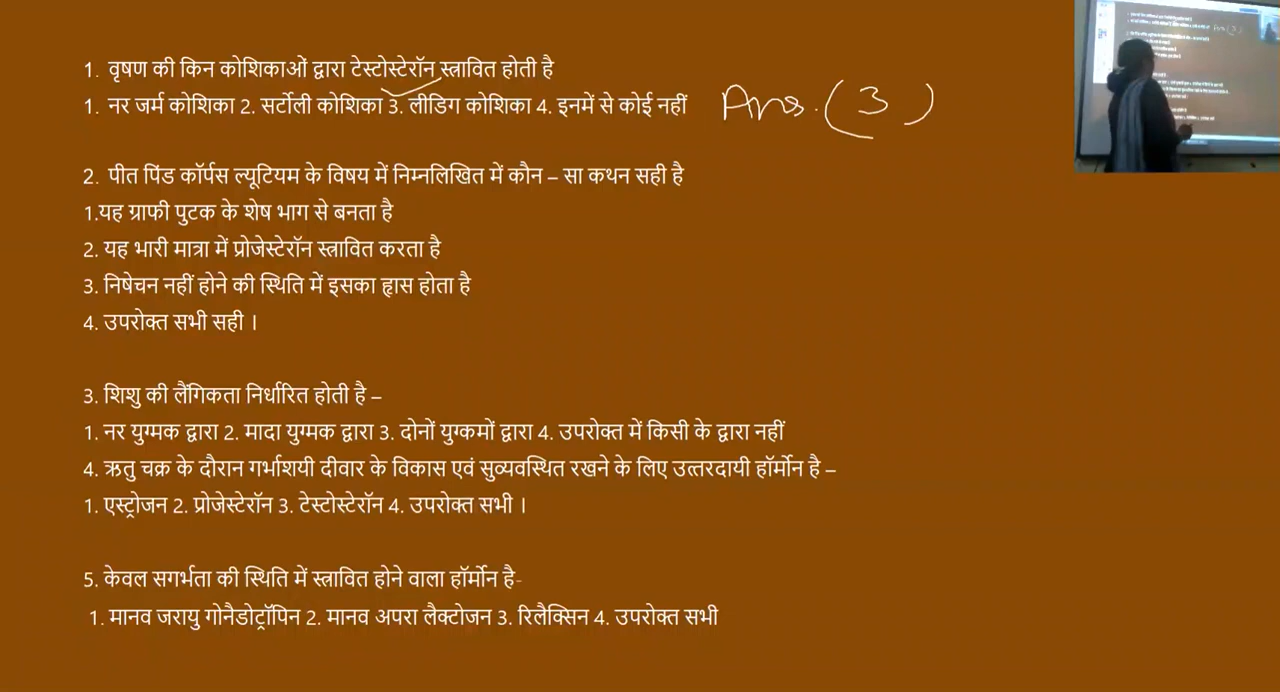 1. वृषण की किन कोशिकाओं द्वारा टेस्टोस्टेरॉन स्त्रावित होती है
1. नर जर्म कोशिका 2. सर्टोली कोशिका 3. लीडिग कोशिका 4. इनमें से कोई नहीं Ans. (3)
2. पीत पिंड कॉर्पस ल्यूटियम के विषय में निम्नलिखित में कौन – सा कथन सही है
1.यह ग्राफी पुटक के शेष भाग से बनता है
2. यह भारी मात्रा में प्रोजेस्टेरॉन स्त्रावित करता है
3. निषेचन नहीं होने की स्थिति में इसका हृास होता है
4. उपरोक्त सभी सही ।
3. शिशु की लैंगिकता निर्धारित होती है –
1. नर युग्मक द्वारा 2. मादा युग्मक द्वारा 3. दोनों युग्कमों द्वारा 4. उपरोक्त में किसी के द्वारा नहीं
4. ऋतु चक्र के दौरान गर्भाशयी दीवार के विकास एवं सुव्यवस्थित रखने के लिए उत्तरदायी हॉर्मोन है –
1. एस्ट्रोजन 2. प्रोजेस्टेरॉन 3. टेस्टोस्टेरॉन 4. उपरोक्त सभी ।
5. केवल सगर्भता की स्थिति में स्त्रावित होने वाला हॉर्मोन है-
1. मानव जरायु गोनैडोट्रॉपिन 2. मानव अपरा लैक्टोजन 3. रिलैक्सिन 4. उपरोक्त सभी